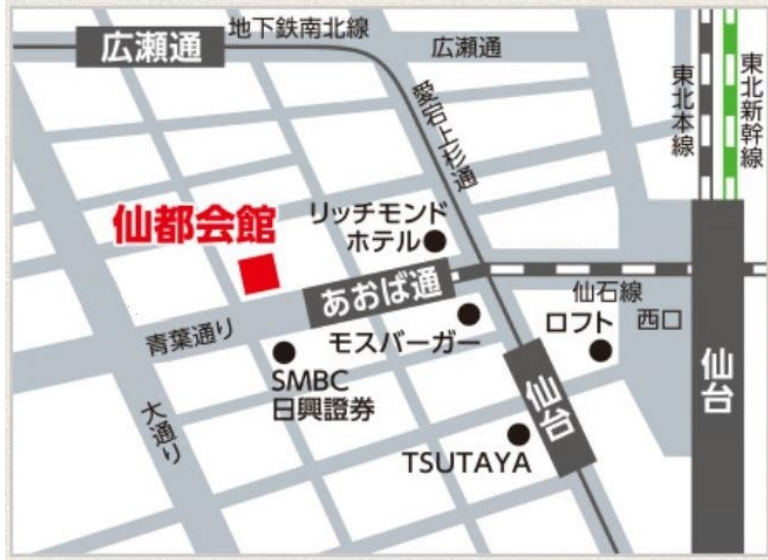 地下鉄南北線
広瀬通
広瀬通
愛宕上杉通
東北本線
東北新幹線
仙都会館
リッチモンド
ホテル
あおば通
仙石線
西口
青葉通り
モスバーガー
ロフト
SMBC
日興證券
仙台
仙台
大通り
TSUTAYA